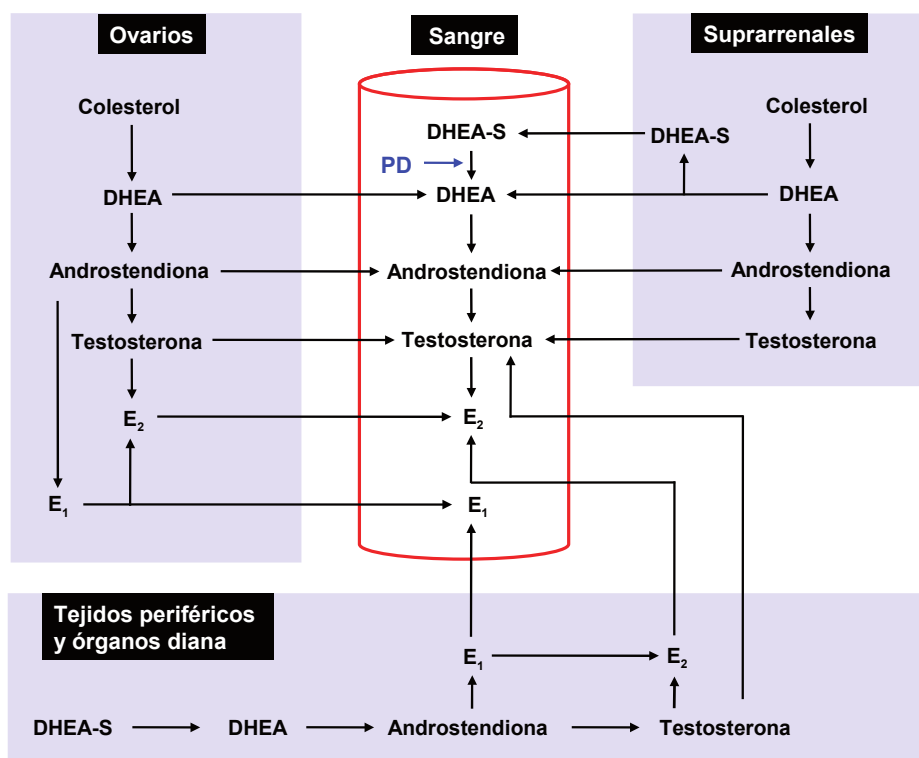 Ovarios
Sangre
Suprarrenales
Colesterol
DHEA
Androstendiona
Testosterona
E₂
E₁
DHEA-S
PD
DHEA
Androstendiona
Testosterona
E₂
E₁
Colesterol
DHEA-S
DHEA
Androstendiona
Testosterona
Tejidos periféricos
y órganos diana
E₁
E₂
DHEA-S
DHEA
Androstendiona
Testosterona